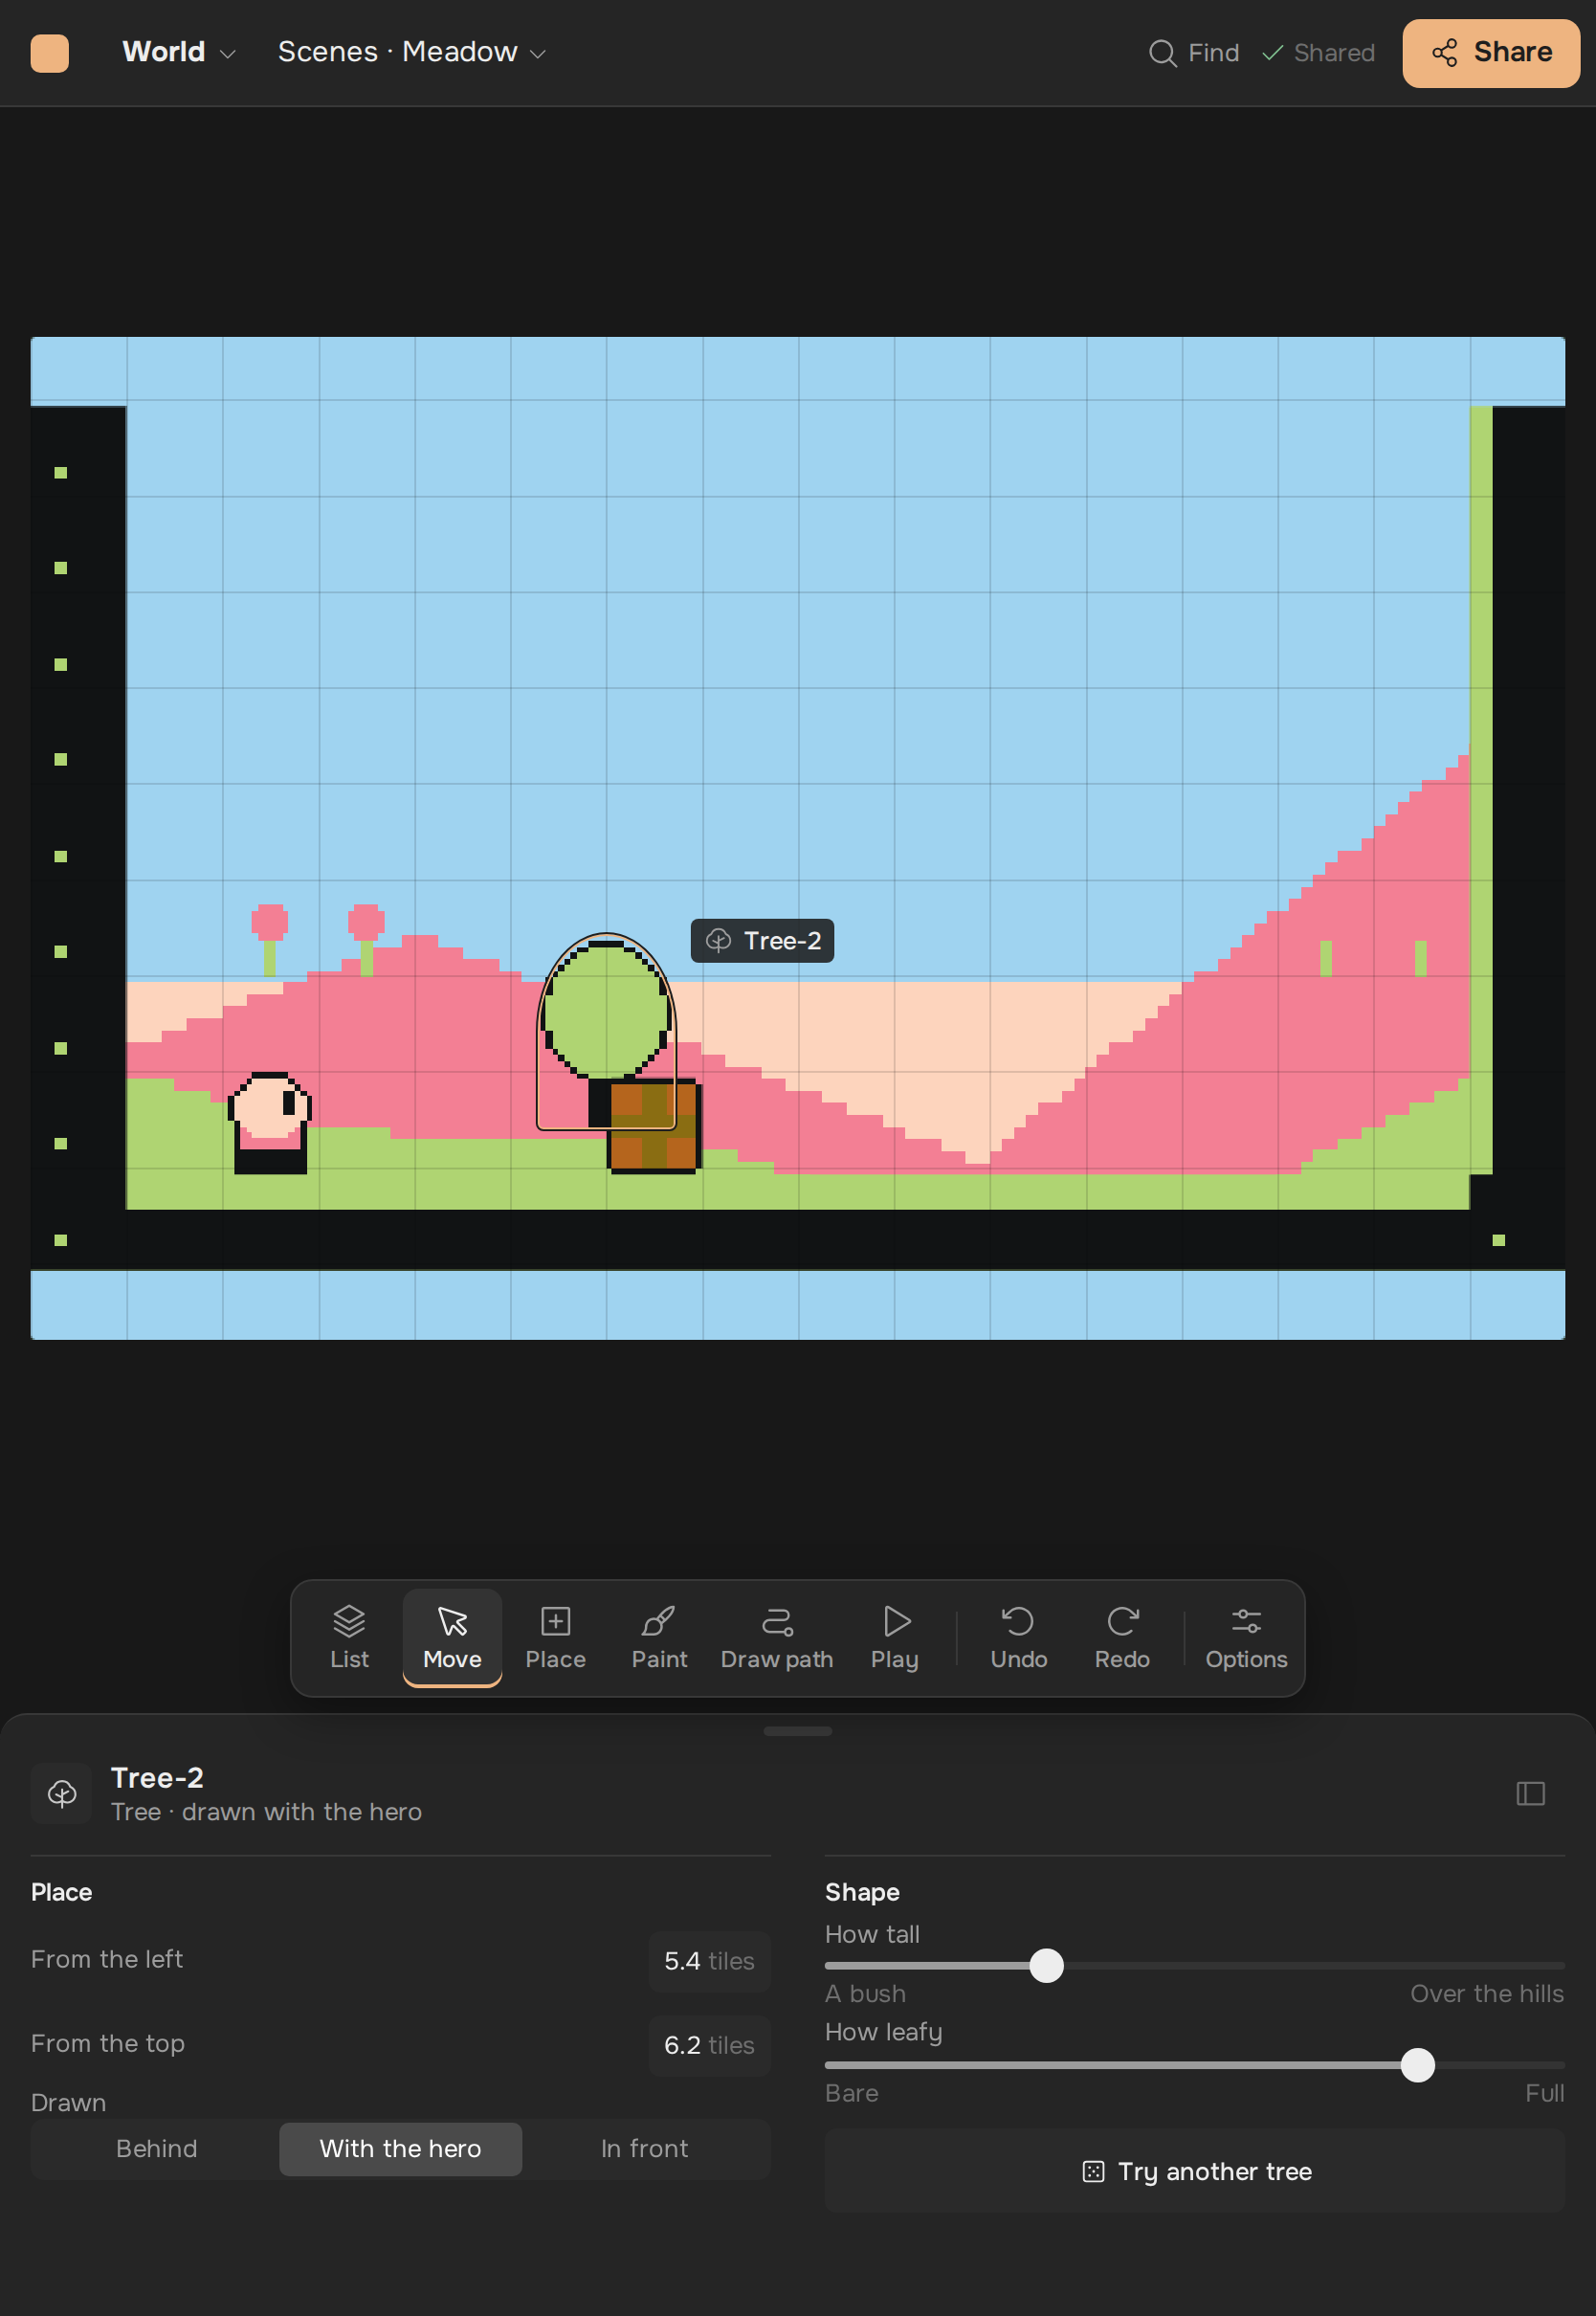 World
Scenes · Meadow
Find
Shared
Share
Tree-2
List
Move
Place
Paint
Draw path
Play
Undo
Redo
Options
Tree-2
Tree · drawn with the hero
Place
From the left
5.4 tiles
From the top
6.2 tiles
Drawn
Behind
With the hero
In front
Shape
How tall
A bush
Over the hills
How leafy
Bare
Full
Try another tree